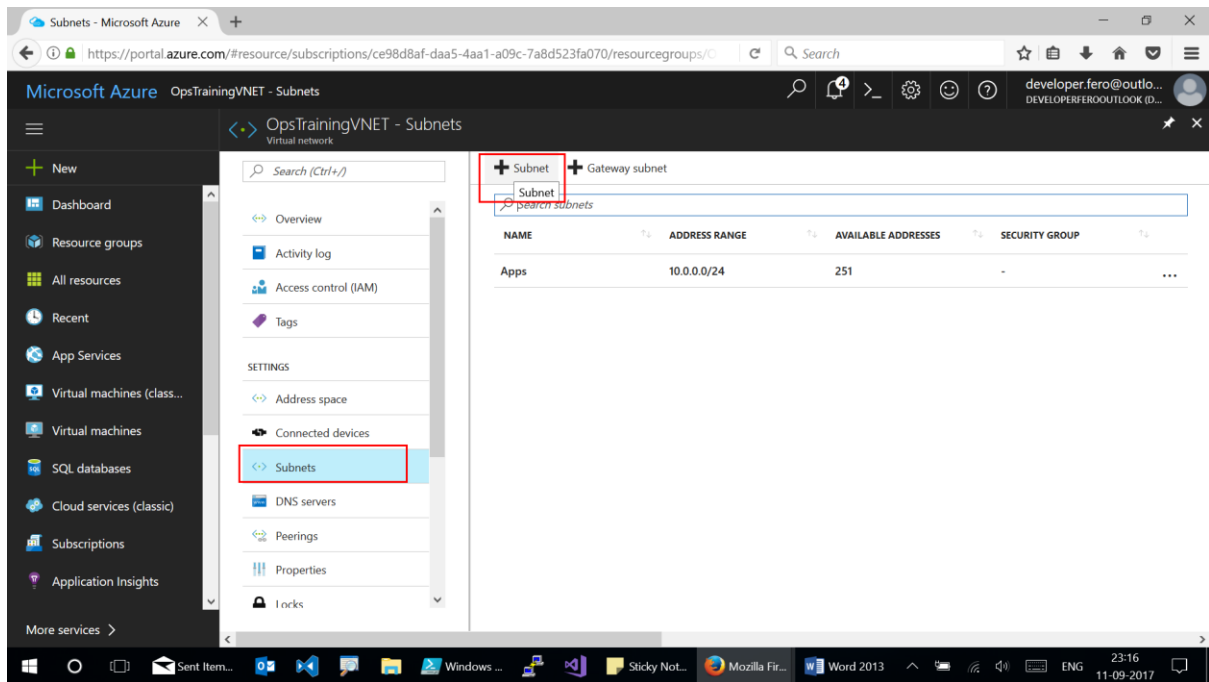 Subnets - Microsoft Azure
https://portal.azure.com/#resource/subscriptions/ce98d8af-daa5-4aa1-a09c-7a8d523fa070/resourcegroups/
Search
Microsoft Azure OpsTrainingVNET - Subnets
4
developer.fero@outlo...
DEVELOPERFEROOUTLOOK (D...
OpsTrainingVNET - Subnets
Virtual network
New
Dashboard
Resource groups
All resources
Recent
App Services
Virtual machines (class...
Virtual machines
SQL databases
Cloud services (classic)
Subscriptions
Application Insights
More services >
Search (Ctrl+/)
Overview
Activity log
Access control (IAM)
Tags
SETTINGS
Address space
Connected devices
Subnets
DNS servers
Peerings
Properties
Locks
Subnet
Gateway subnet
Subnet
Search subnets
NAME ADDRESS RANGE AVAILABLE ADDRESSES SECURITY GROUP
Apps 10.0.0.0/24 251 - ...
Sent Item...
Windows ...
Sticky Not...
Mozilla Fir...
Word 2013
ENG
23:16
11-09-2017